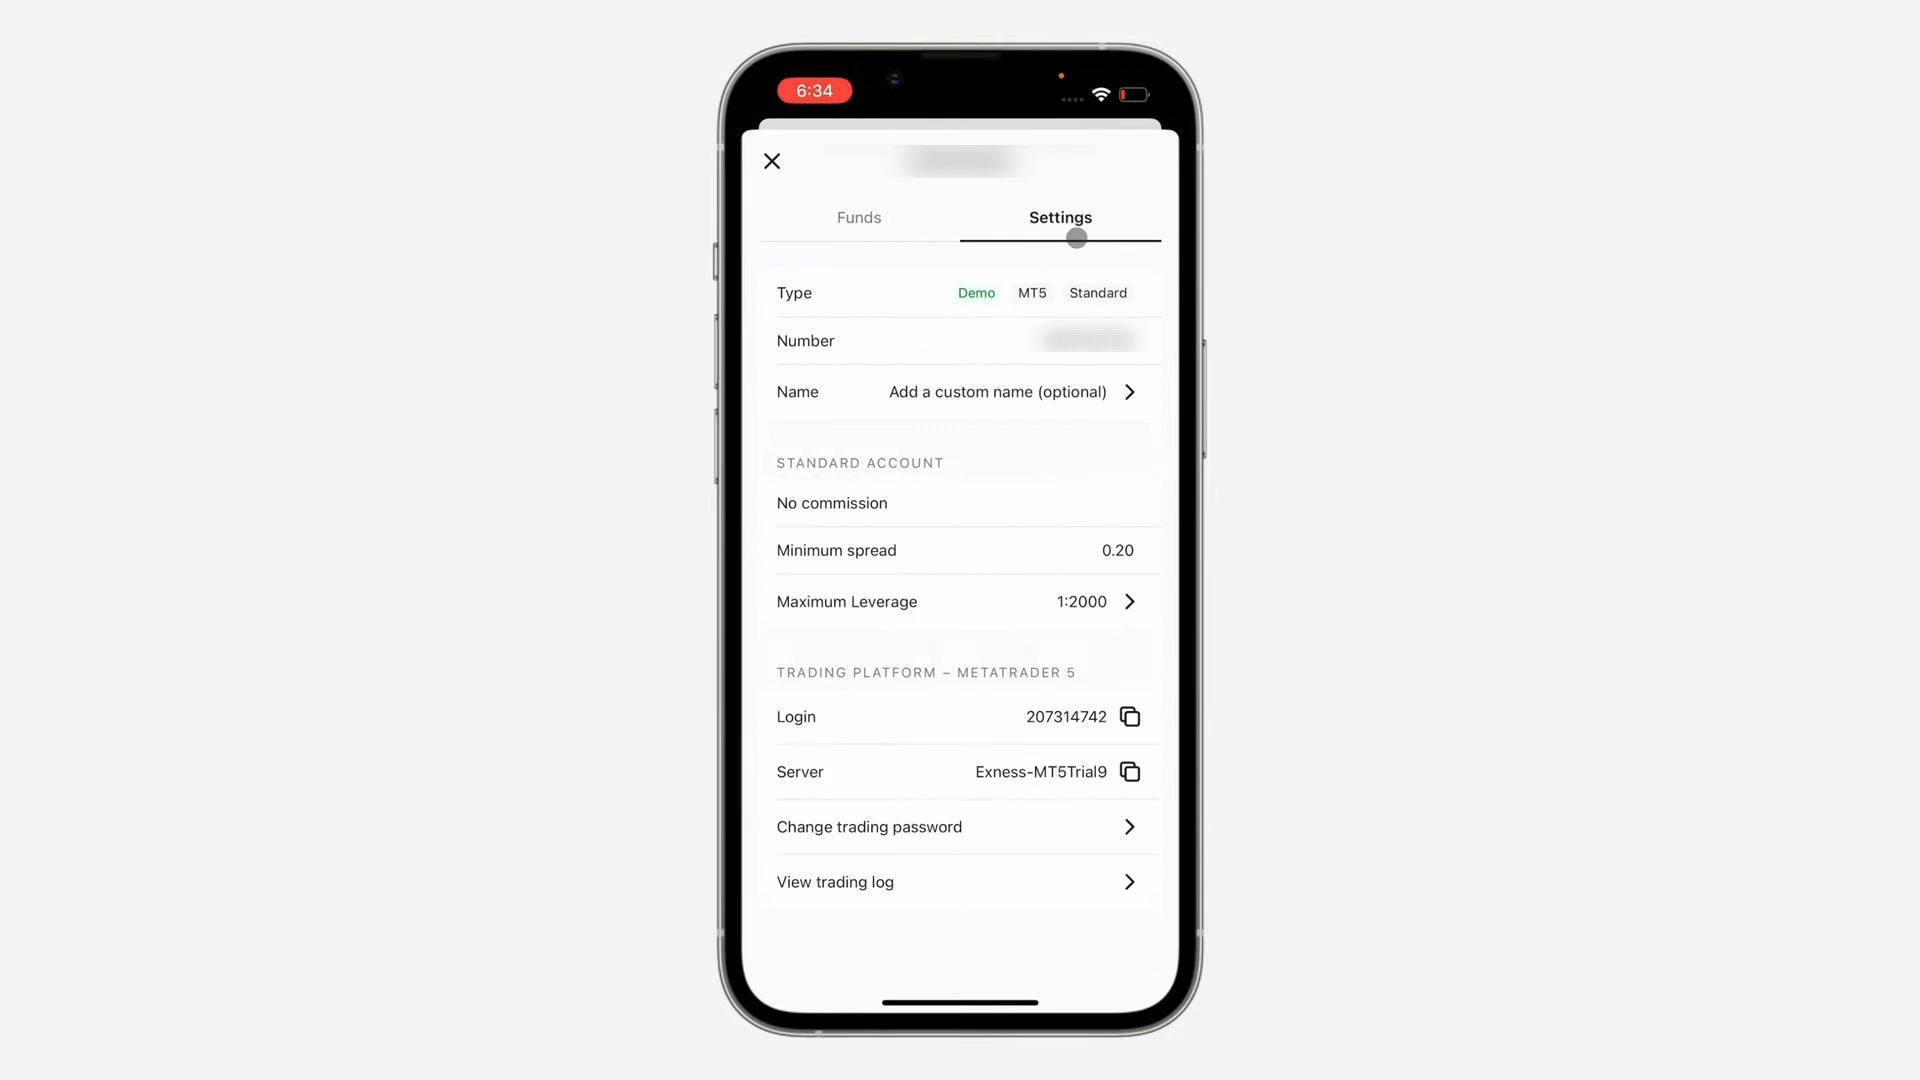 6:34
Funds Settings
Type Demo MT5 Standard
Number
Name Add a custom name (optional)
STANDARD ACCOUNT
No commission
Minimum spread 0.20
Maximum Leverage 1:2000
TRADING PLATFORM – METATRADER 5
Login 207314742
Server Exness-MT5Trial9
Change trading password
View trading log